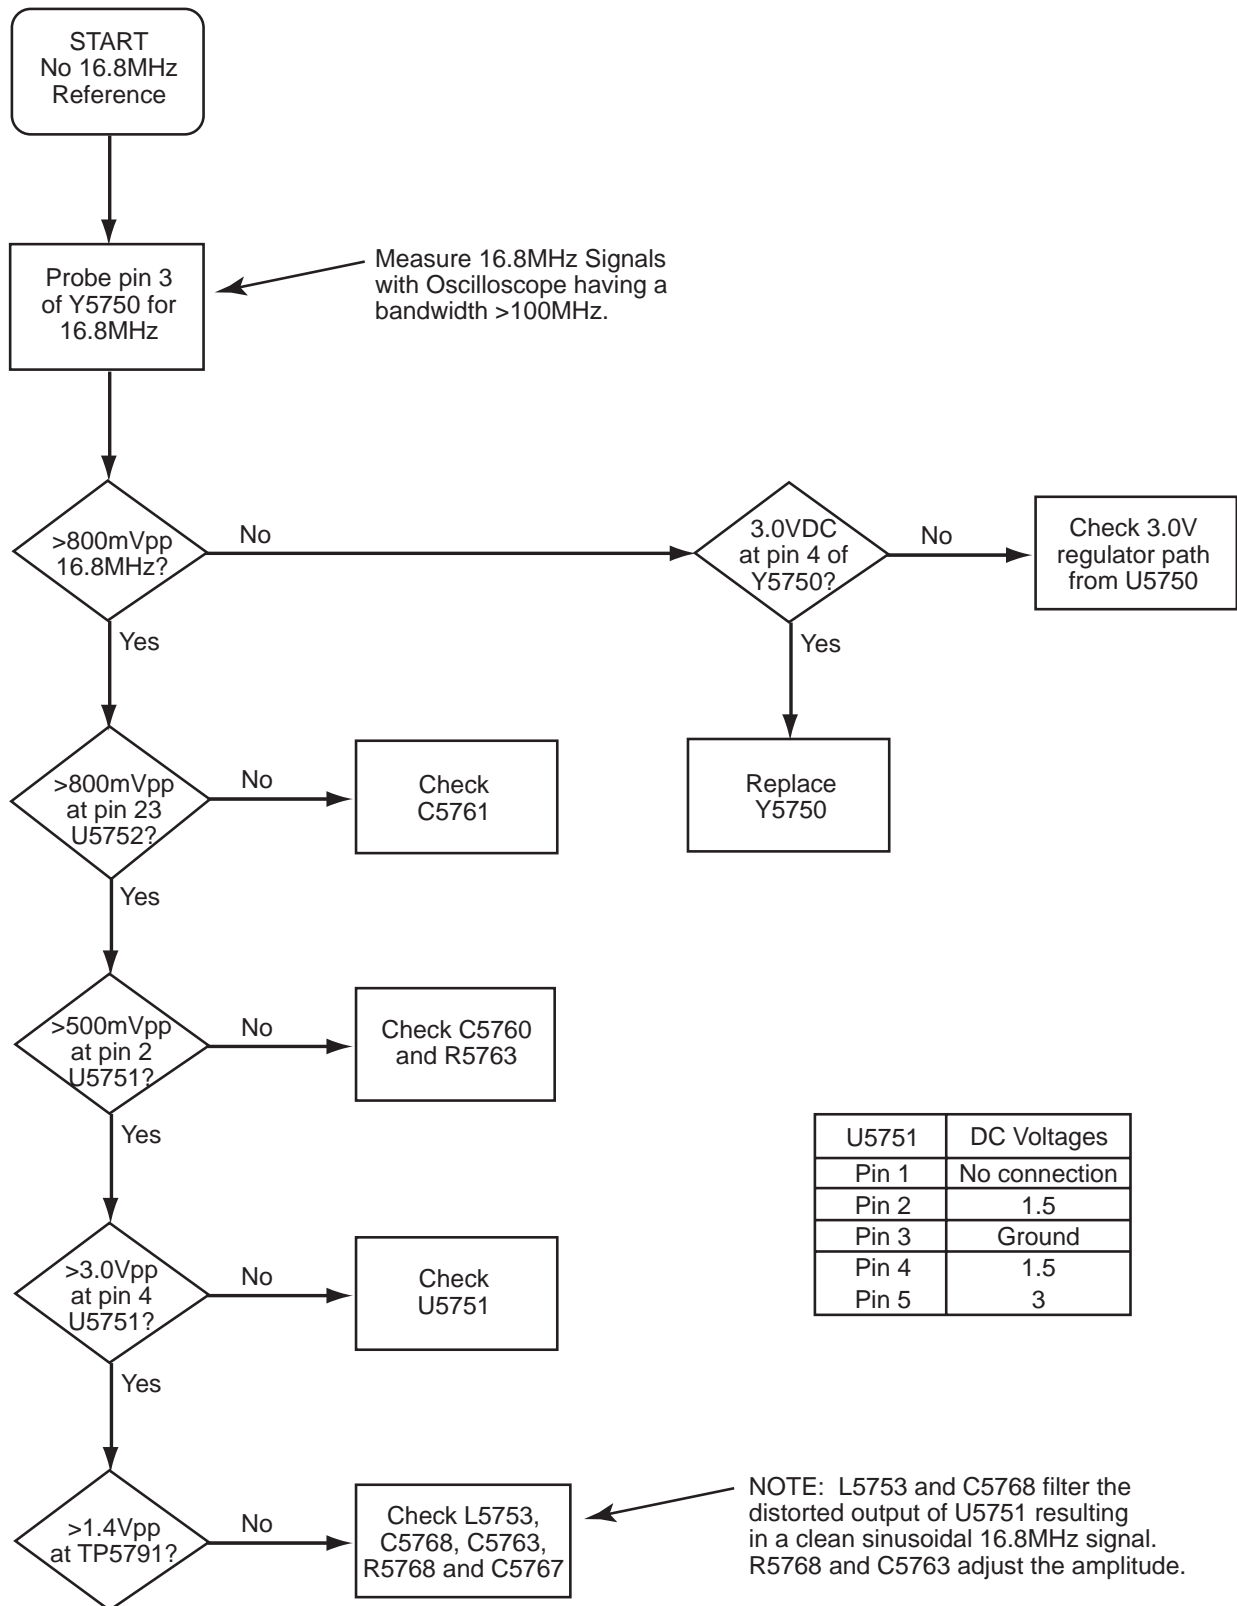 START
No 16.8MHz
Reference
Probe pin 3
of Y5750 for
16.8MHz
Measure 16.8MHz Signals
with Oscilloscope having a
bandwidth >100MHz.
>800mVpp
16.8MHz?
No
Yes
3.0VDC
at pin 4 of
Y5750?
No
Yes
Check 3.0V
regulator path
from U5750
Replace
Y5750
>800mVpp
at pin 23
U5752?
No
Yes
Check
C5761
>500mVpp
at pin 2
U5751?
No
Yes
Check C5760
and R5763
U5751 DC Voltages
Pin 1 No connection
Pin 2 1.5
Pin 3 Ground
Pin 4 1.5
Pin 5 3
>3.0Vpp
at pin 4
U5751?
No
Yes
Check
U5751
>1.4Vpp
at TP5791?
No
Check L5753,
C5768, C5763,
R5768 and C5767
NOTE: L5753 and C5768 filter the
distorted output of U5751 resulting
in a clean sinusoidal 16.8MHz signal.
R5768 and C5763 adjust the amplitude.